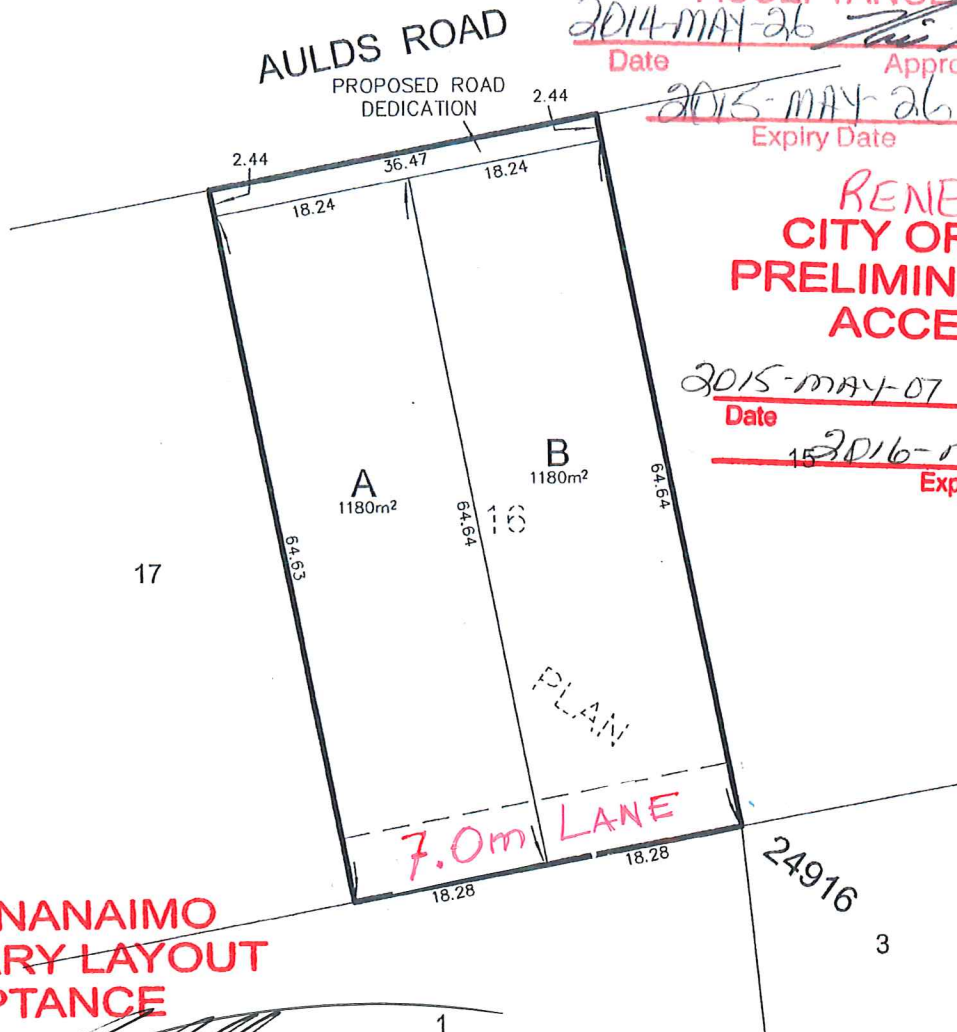 AULDS ROAD
PROPOSED ROAD
DEDICATION
2.44
2.44
36.47
18.24
18.24
2014-MAY-26
Date
2015-MAY-26
Expiry Date
CITY OF
PRELIMIN
ACCE
2015-MAY-07
Date
15
2016-
Exp
A
1180m²
B
1180m²
16
64.63
64.64
64.64
17
PLAN
7.0m LANE
18.28
18.28
24916
3
NANAIMO
RY LAYOUT
PTANCE
1